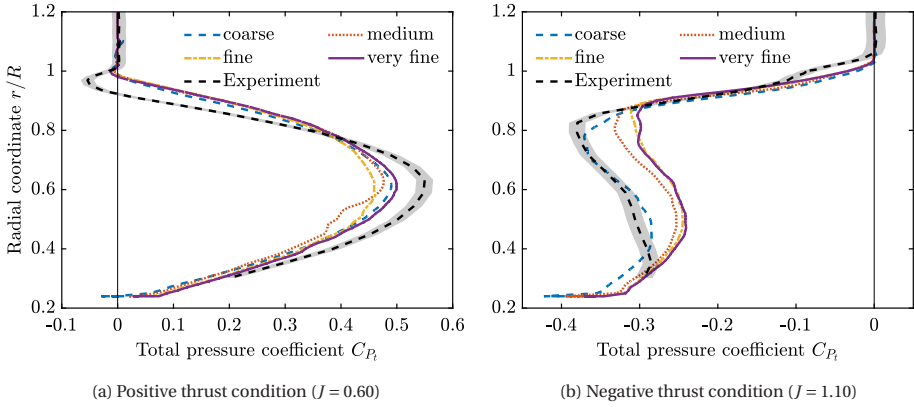 1.2
1
0.8
0.6
0.4
0.2
Radial coordinate r/R
coarse
medium
fine
very fine
Experiment
-0.1
0
0.1
0.2
0.3
0.4
0.5
0.6
Total pressure coefficient C_{P_t}
(a) Positive thrust condition (J = 0.60)
1.2
1
0.8
0.6
0.4
0.2
coarse
medium
fine
very fine
Experiment
-0.4
-0.3
-0.2
-0.1
0
Total pressure coefficient C_{P_t}
(b) Negative thrust condition (J = 1.10)